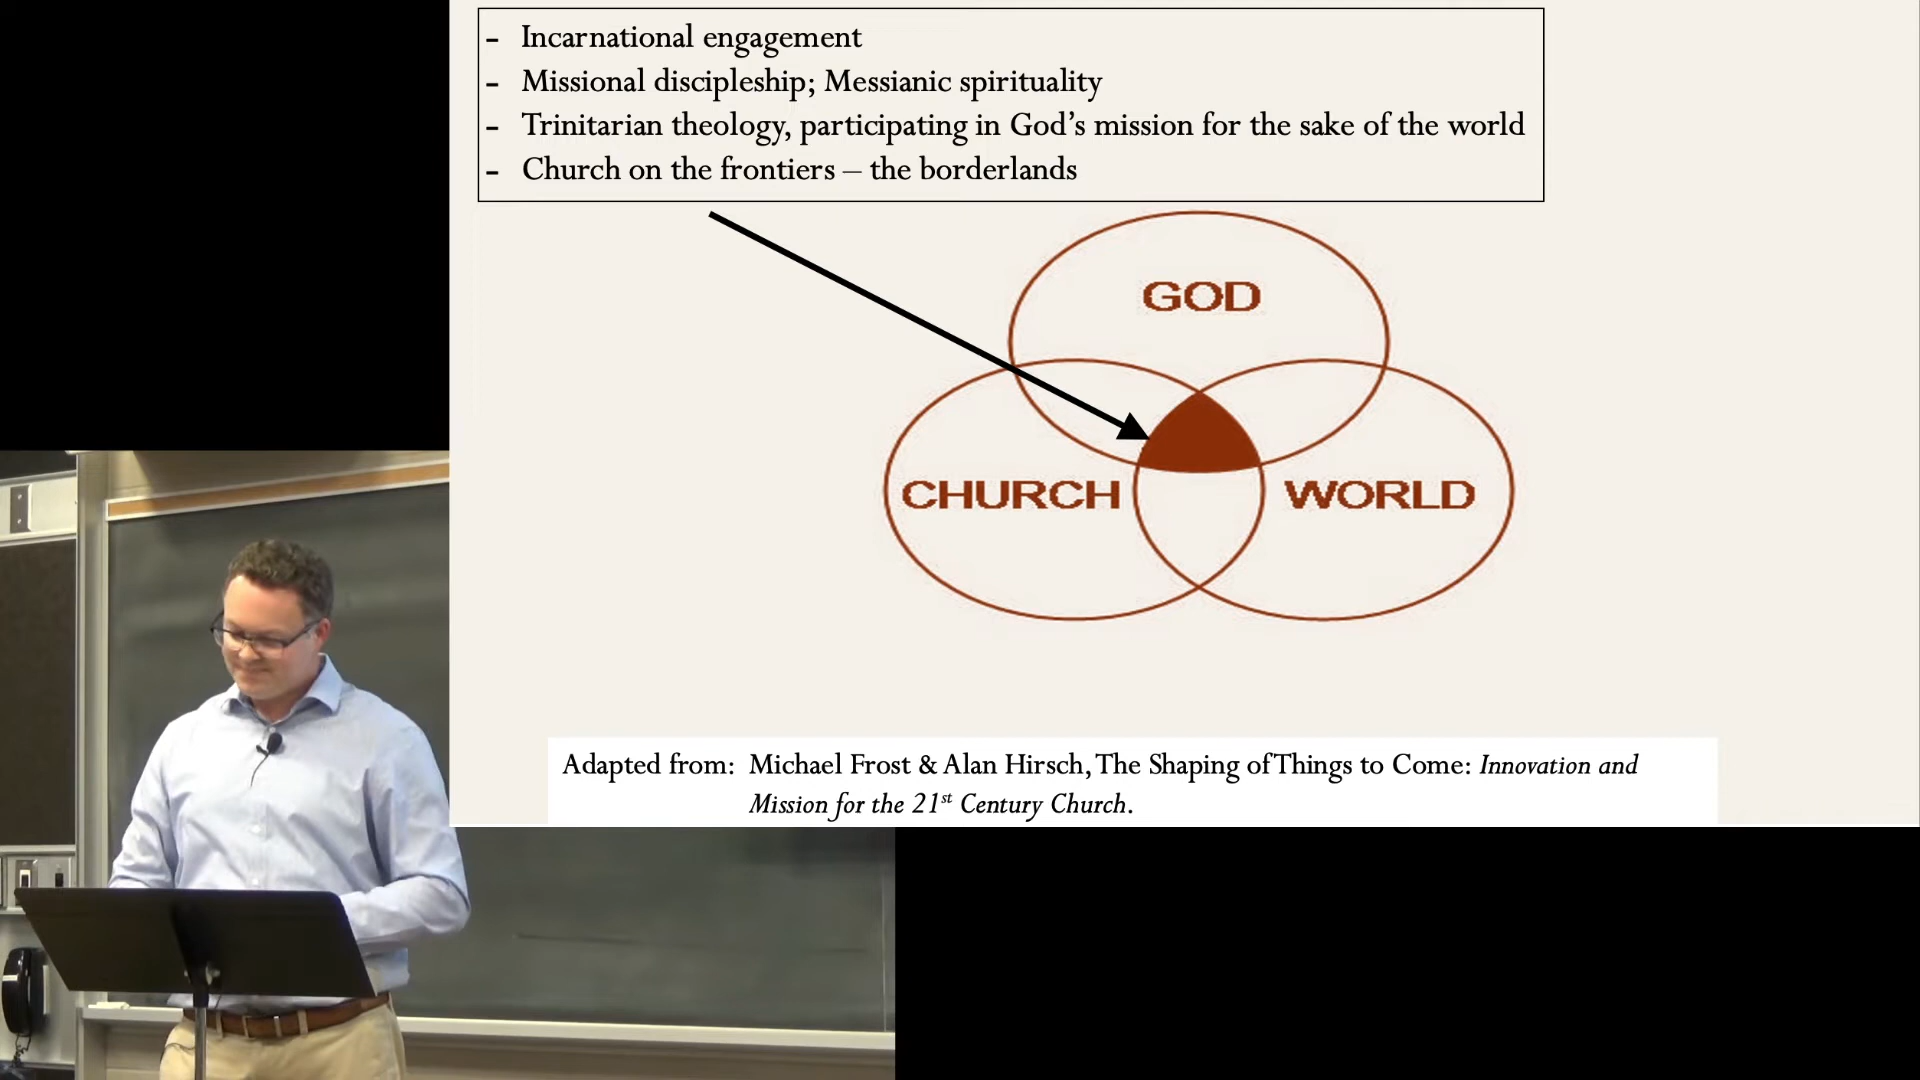 - Incarnational engagement
- Missional discipleship; Messianic spirituality
- Trinitarian theology, participating in God's mission for the sake of the world
- Church on the frontiers – the borderlands
GOD
CHURCH
WORLD
Adapted from: Michael Frost & Alan Hirsch, The Shaping of Things to Come: Innovation and
Mission for the 21st Century Church.